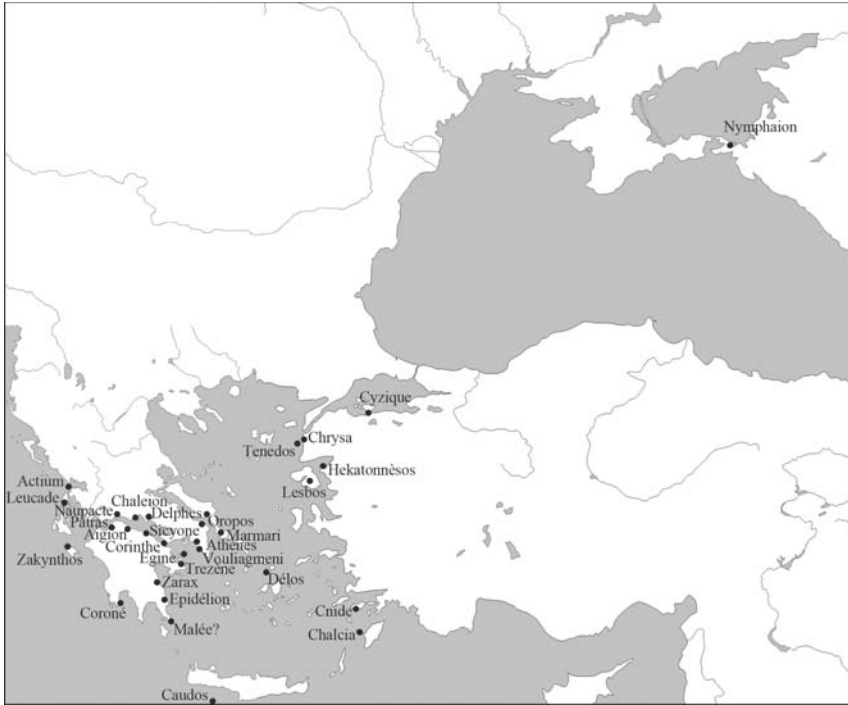 Nymphaion
Cyzique
Chrysa
Tenedos
Hekatonnèsos
Lesbos
Actium
Leucade
Chaleion
Naupacte
Delphes
Patras
Oropos
Aigion
Sicyone
Marmari
Corinthe
Athènes
Egine
Vouliagmeni
Zakynthos
Trezène
Délos
Zarax
Epidélion
Coroné
Cnide
Malée?
Chalcia
Caudos